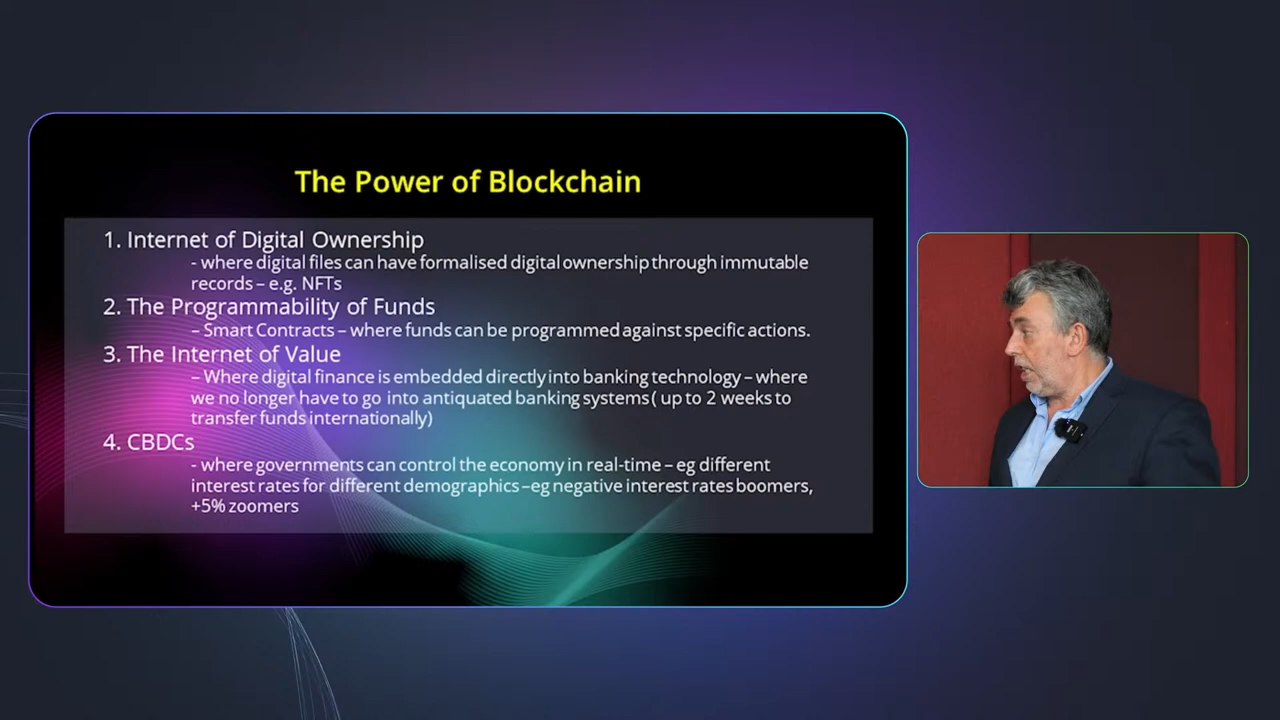 The Power of Blockchain
1. Internet of Digital Ownership
- where digital files can have formalised digital ownership through immutable
records – e.g. NFTs
2. The Programmability of Funds
– Smart Contracts – where funds can be programmed against specific actions.
3. The Internet of Value
– Where digital finance is embedded directly into banking technology – where
we no longer have to go into antiquated banking systems ( up to 2 weeks to
transfer funds internationally)
4. CBDCs
- where governments can control the economy in real-time – eg different
interest rates for different demographics –eg negative interest rates boomers,
+5% zoomers